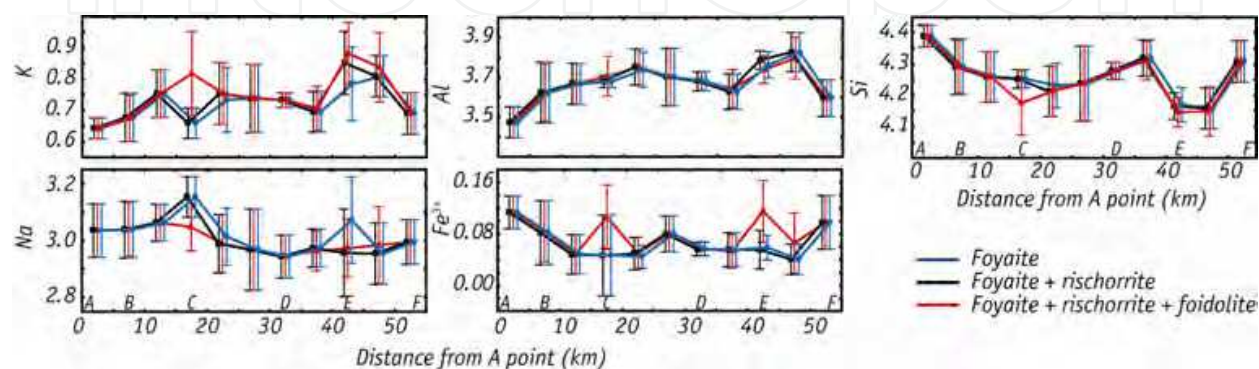 K
0.9
0.8
0.7
0.6
Al
3.9
3.7
3.5
Si
4.4
4.3
4.2
4.1
A B C D E F
0 10 20 30 40 50
Distance from A point (km)
Na
3.2
3.0
2.8
A B C D E F
0 10 20 30 40 50
Fe³⁺
0.16
0.08
0.00
A B C D E F
0 10 20 30 40 50
Distance from A point (km)
Foyaite
Foyaite + rischorrite
Foyaite + rischorrite + foidolite